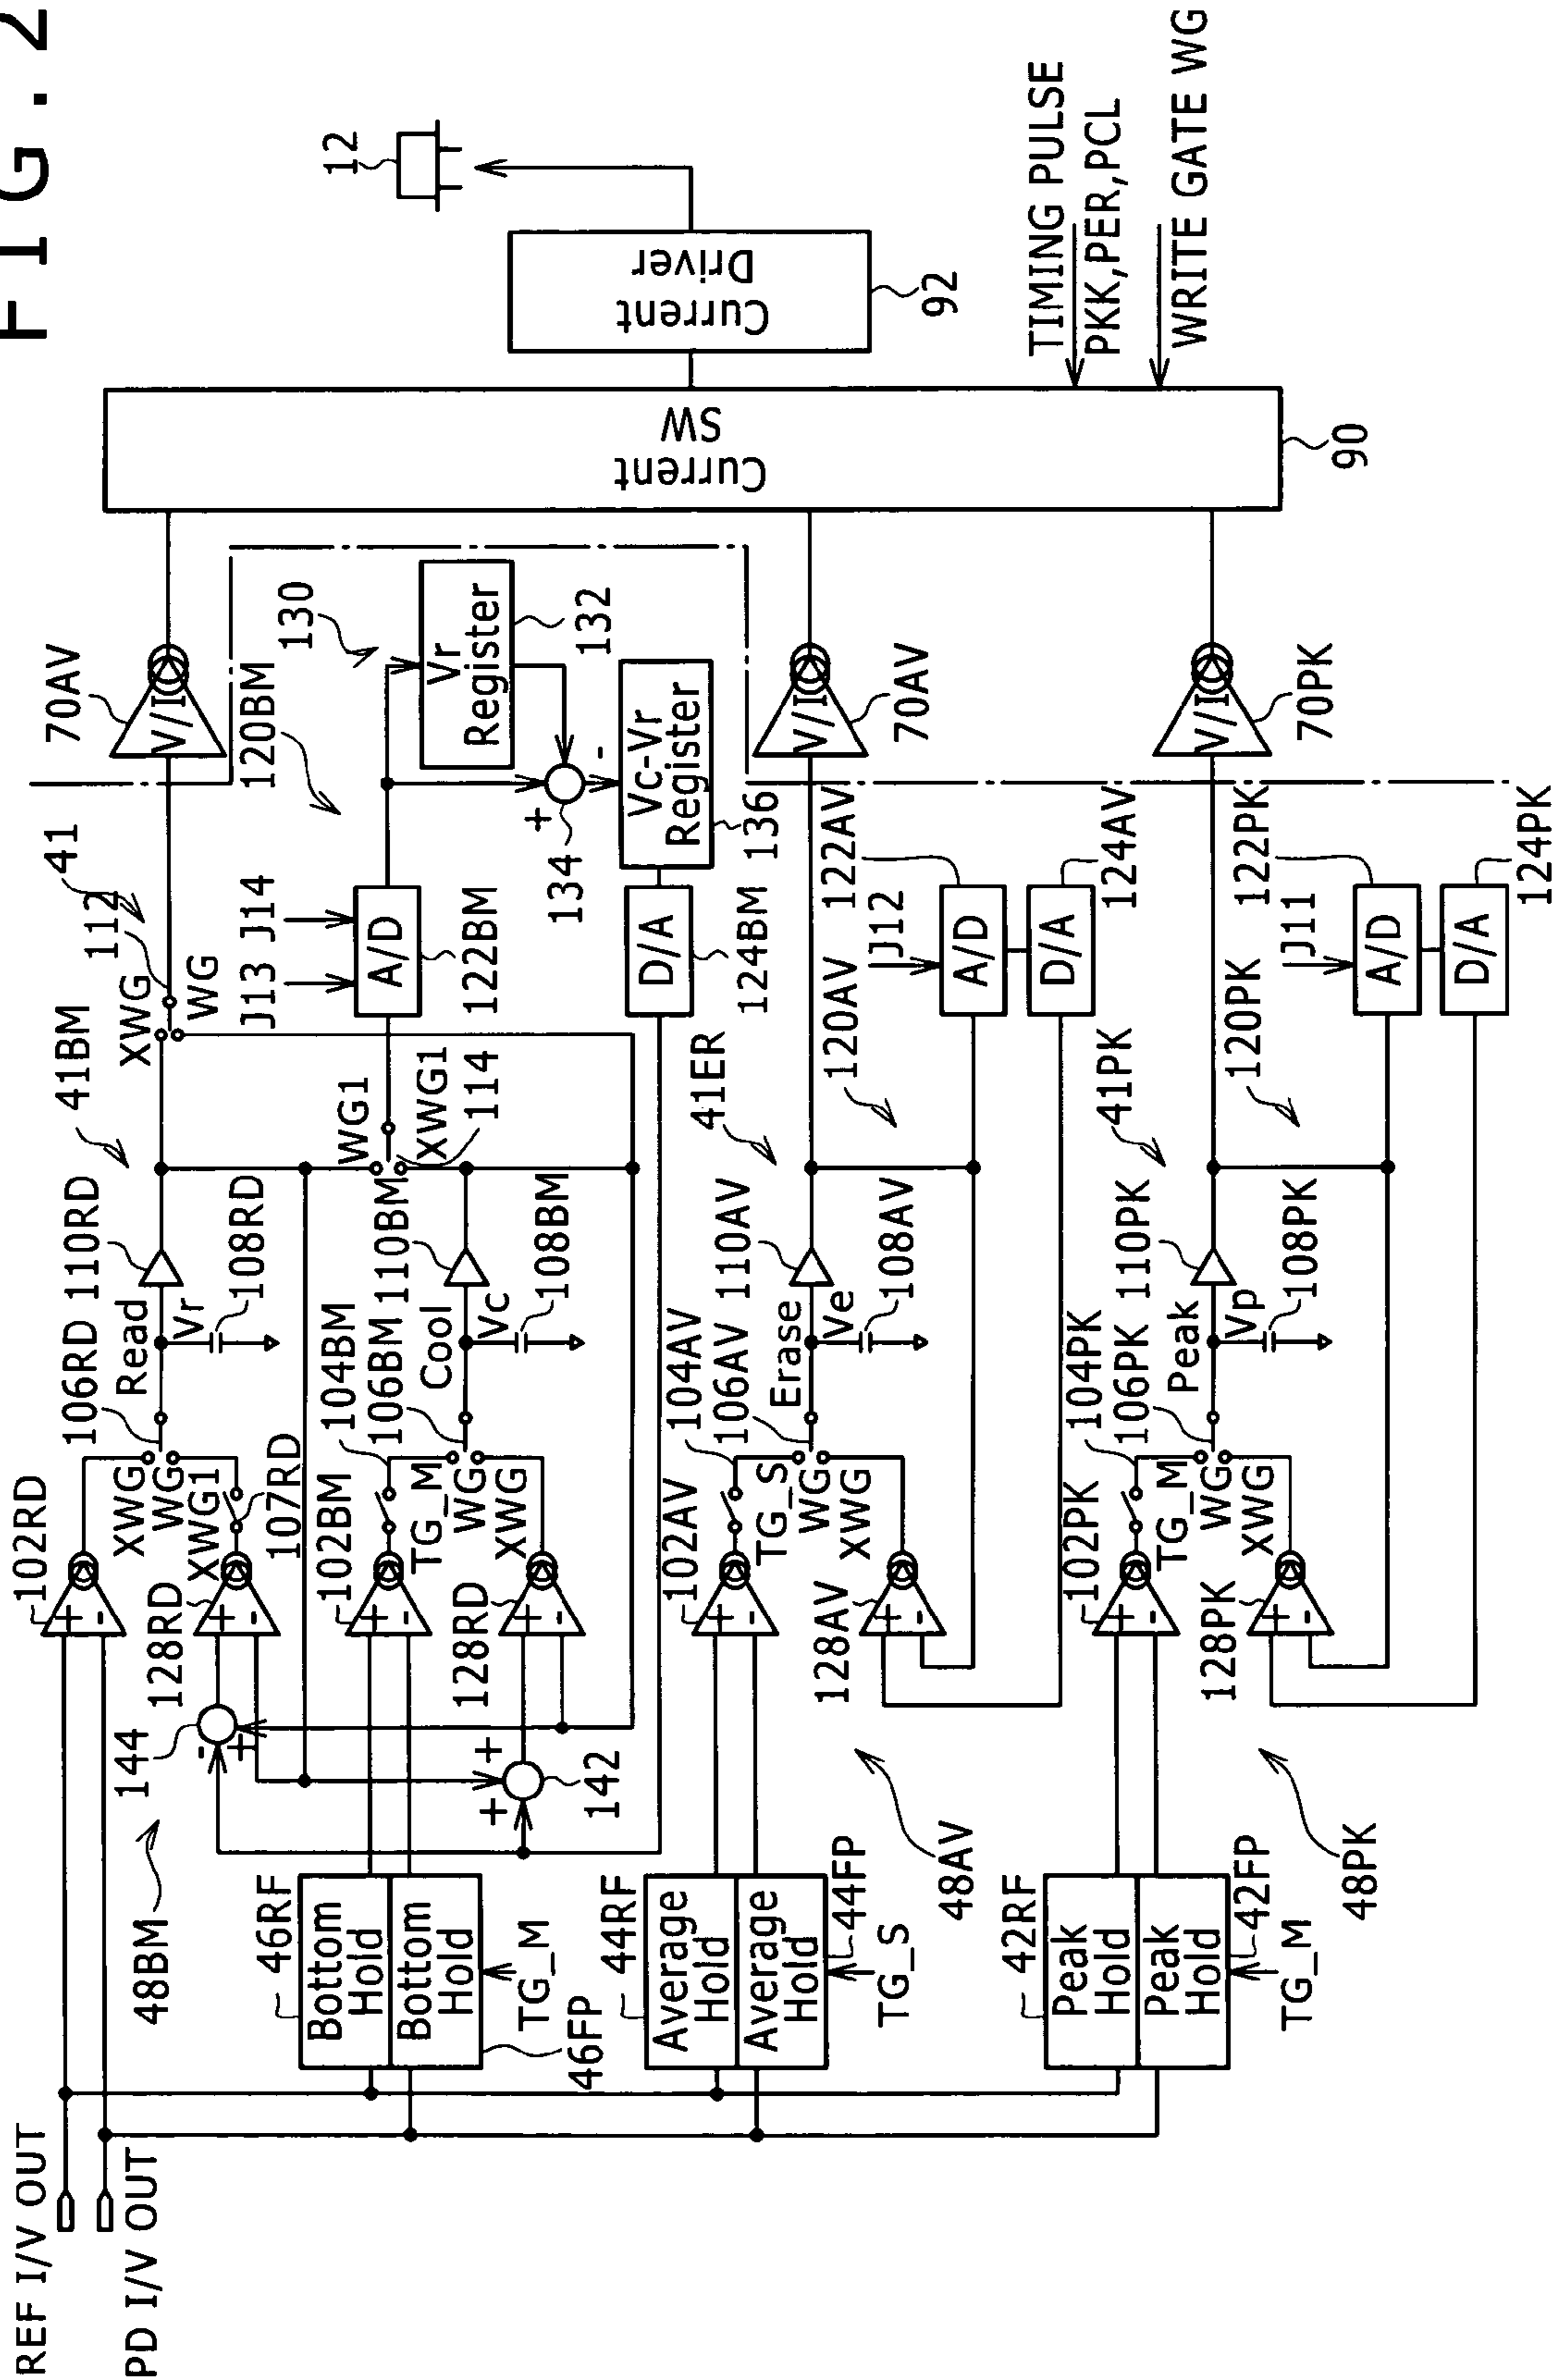 FIG. 2
REF I/V OUT
PD I/V OUT
48BM
144
128RD
102RD
XWG
WG
XWG1
107RD
106RD
Read
Vr
108RD
110RD
41BM
XWG
WG
112
41
70AV
V/I
46RF
Bottom
Hold
Bottom
Hold
TG_M
46FP
142
+
+
-
+
+
-
+
-
+
-
+
-
102BM
104BM
TG_M
WG
XWG
128RD
106BM
Cool
Vc
108BM
110BM
WG1
XWG1
114
J13
J14
A/D
122BM
120BM
130
Vr
Register
132
+
-
134
Vc-Vr
Register
136
D/A
124BM
44RF
Average
Hold
Average
Hold
44FP
TG_S
48AV
102AV
+
-
104AV
TG_S
WG
XWG
128AV
+
-
106AV
Erase
Ve
108AV
110AV
41ER
120AV
J12
A/D
122AV
D/A
124AV
V/I
70AV
42RF
Peak
Hold
Peak
Hold
42FP
TG_M
48PK
102PK
+
-
104PK
TG_M
WG
XWG
128PK
+
-
106PK
Peak
Vp
108PK
110PK
41PK
120PK
J11
A/D
122PK
D/A
124PK
V/I
70PK
Current
SW
90
Current
Driver
92
12
TIMING PULSE
PKK,PER,PCL
WRITE GATE WG